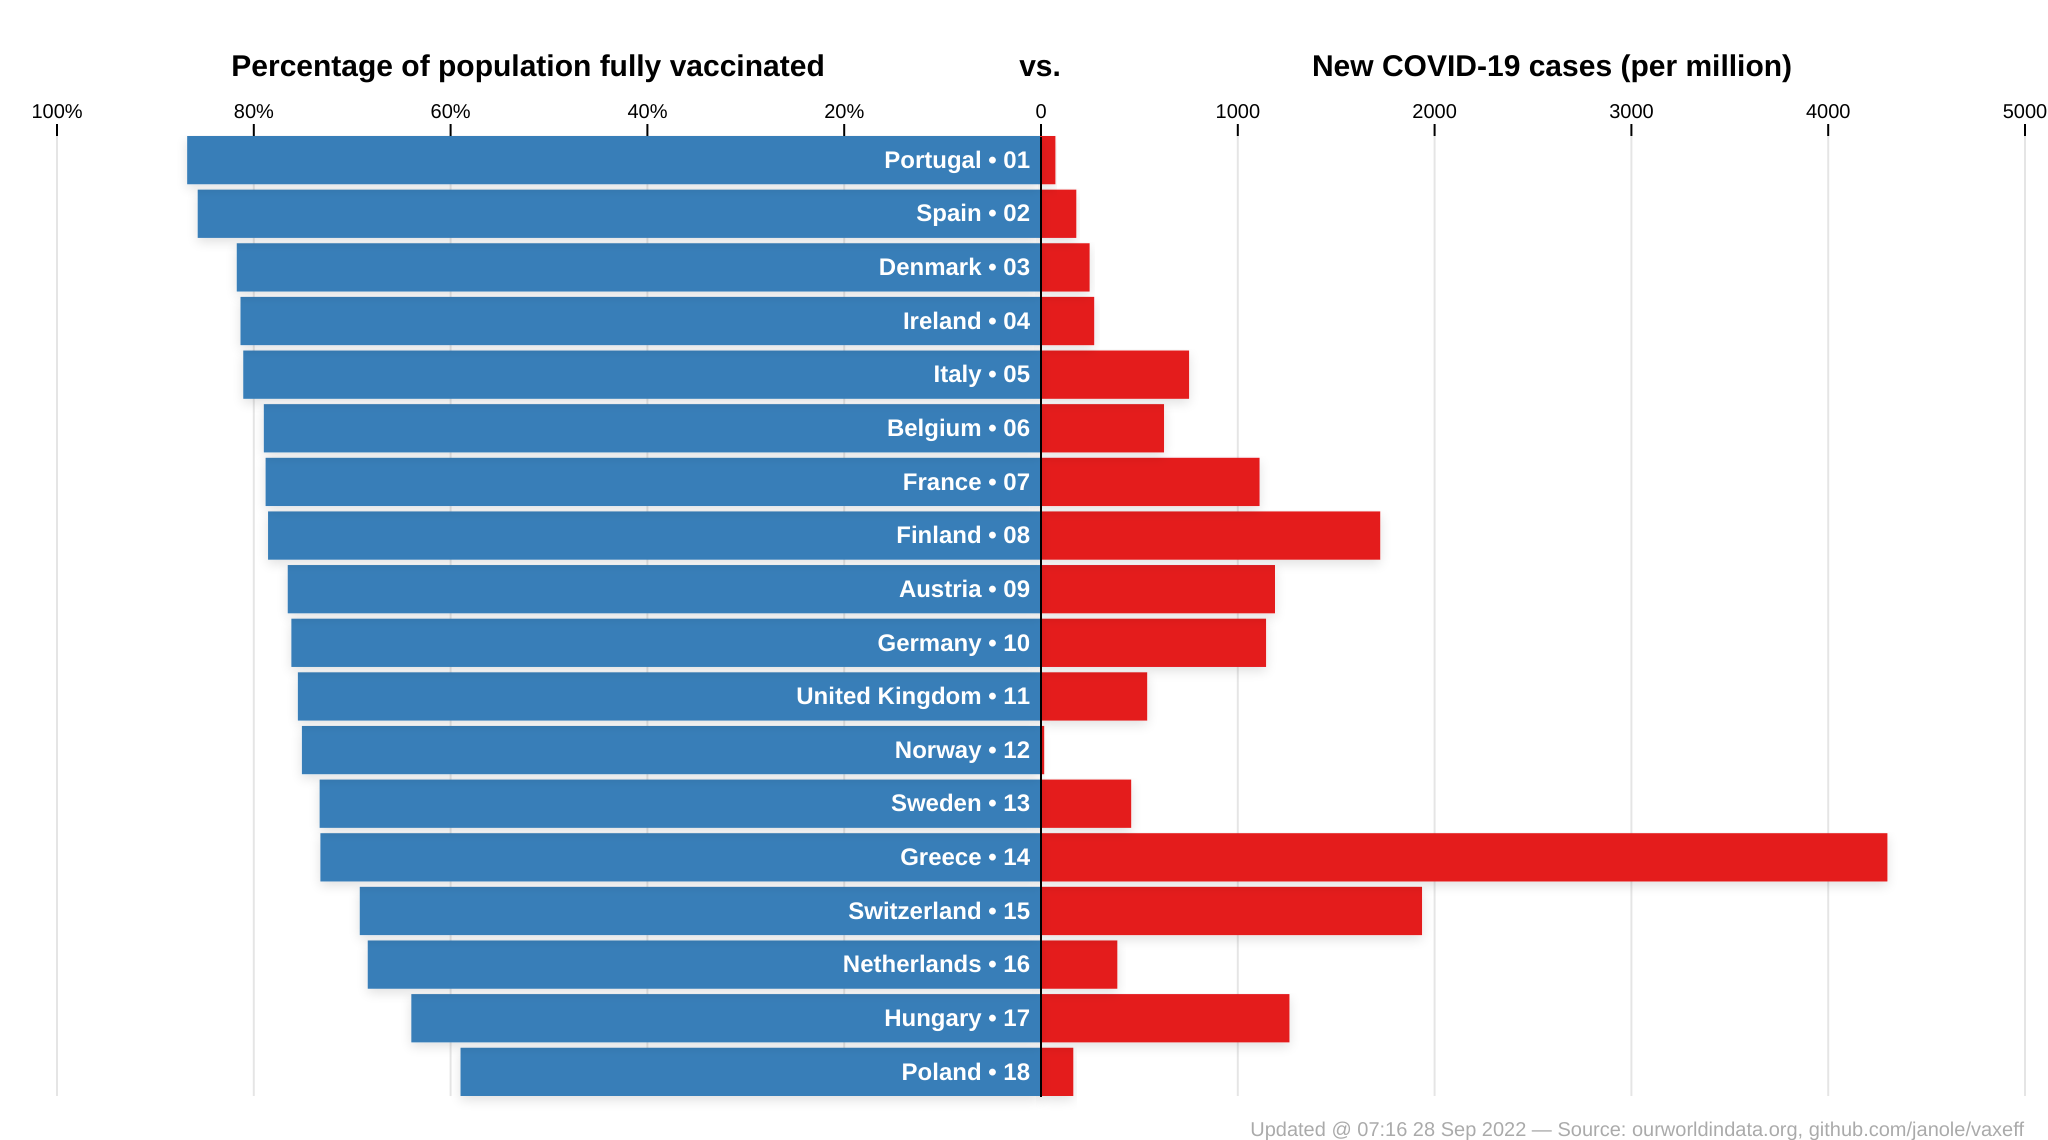 Percentage of population fully vaccinated vs. New COVID-19 cases (per million)
100% 80% 60% 40% 20% 0 1000 2000 3000 4000 5000
Portugal • 01
Spain • 02
Denmark • 03
Ireland • 04
Italy • 05
Belgium • 06
France • 07
Finland • 08
Austria • 09
Germany • 10
United Kingdom • 11
Norway • 12
Sweden • 13
Greece • 14
Switzerland • 15
Netherlands • 16
Hungary • 17
Poland • 18
Updated @ 07:16 28 Sep 2022 — Source: ourworldindata.org, github.com/janole/vaxeff